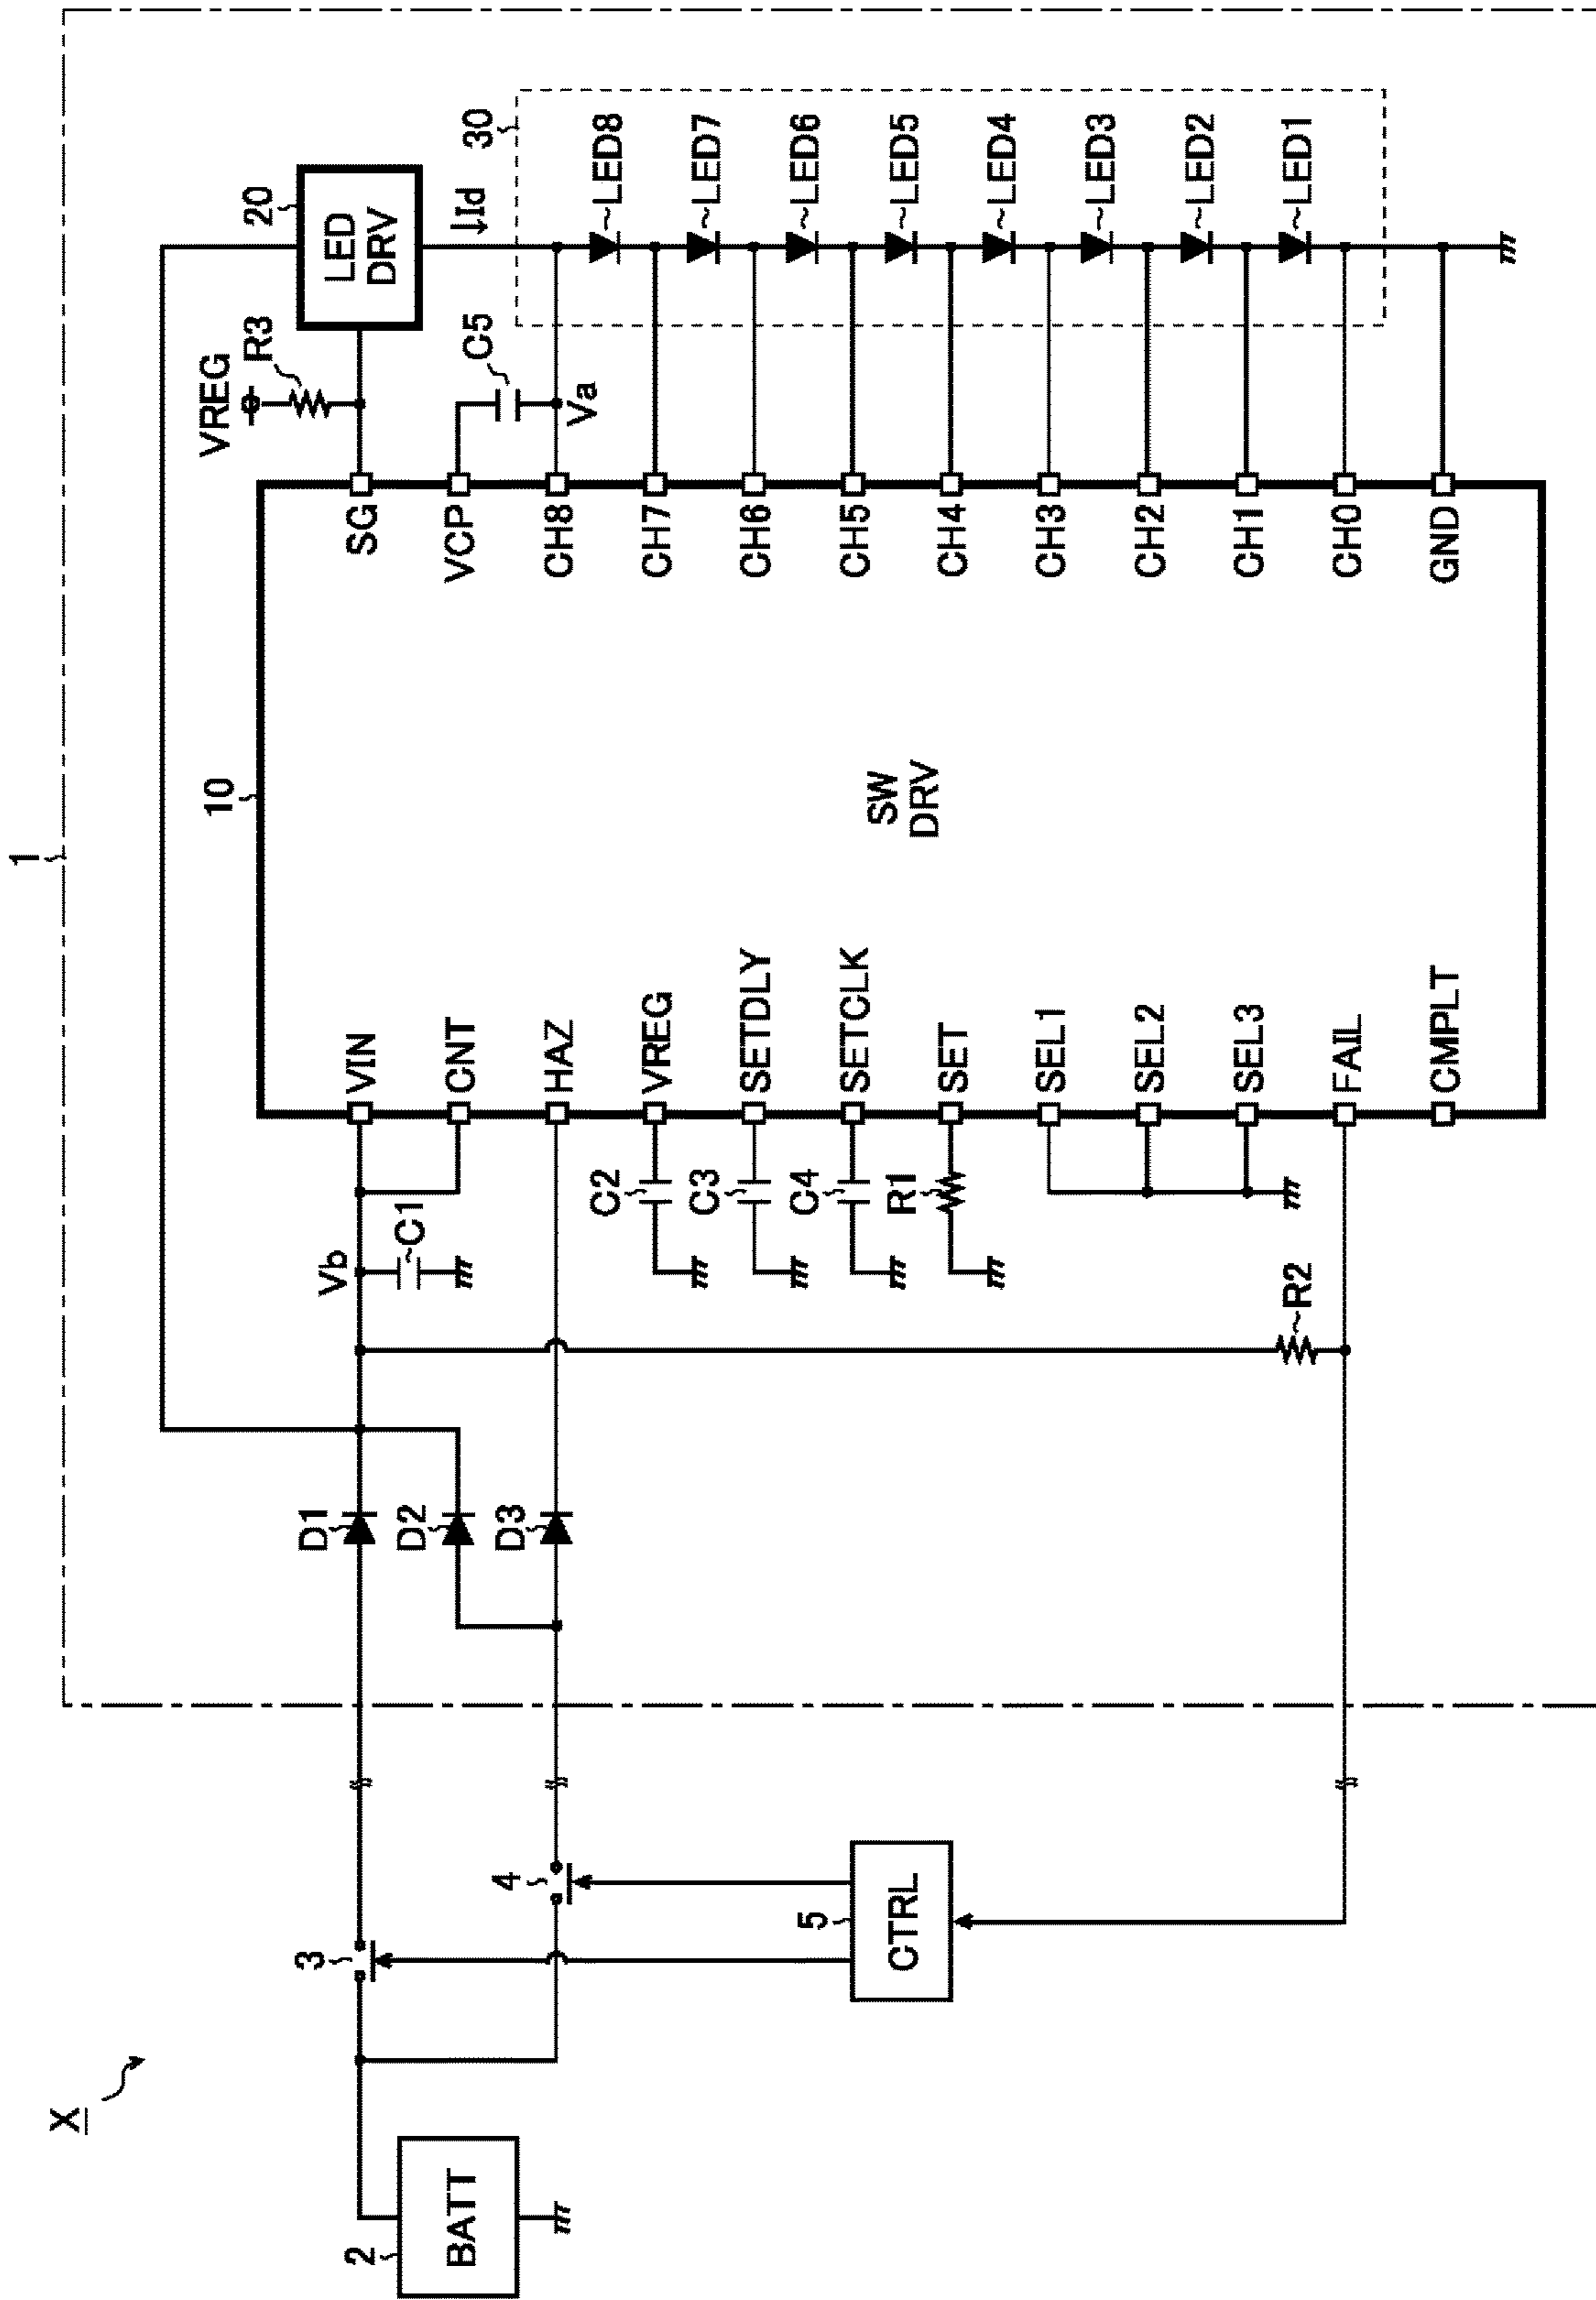 X
1
2
BATT
3
4
5
CTRL
D1
D2
D3
Vb
C1
C2
C3
C4
R1
R2
10
VIN
CNT
HAZ
VREG
SETDLY
SETCLK
SET
SEL1
SEL2
SEL3
FAIL
CMPLT
SW
DRV
SG
VCP
CH8
CH7
CH6
CH5
CH4
CH3
CH2
CH1
CH0
GND
VREG
R3
C5
Va
20
LED
DRV
Id
30
LED8
LED7
LED6
LED5
LED4
LED3
LED2
LED1